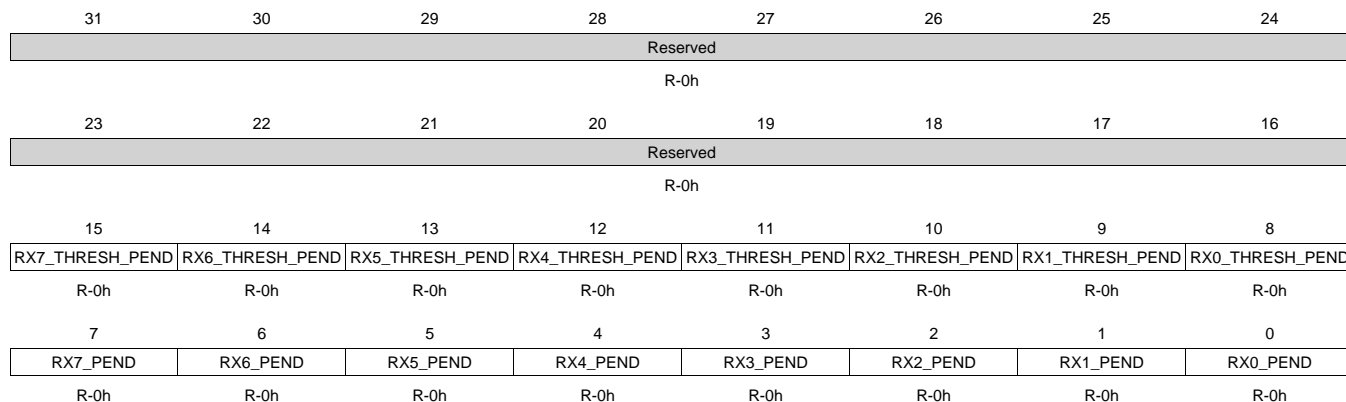 31 30 29 28 27 26 25 24
Reserved
R-0h
23 22 21 20 19 18 17 16
Reserved
R-0h
15 14 13 12 11 10 9 8
RX7_THRESH_PEND RX6_THRESH_PEND RX5_THRESH_PEND RX4_THRESH_PEND RX3_THRESH_PEND RX2_THRESH_PEND RX1_THRESH_PEND RX0_THRESH_PEND
R-0h R-0h R-0h R-0h R-0h R-0h R-0h R-0h
7 6 5 4 3 2 1 0
RX7_PEND RX6_PEND RX5_PEND RX4_PEND RX3_PEND RX2_PEND RX1_PEND RX0_PEND
R-0h R-0h R-0h R-0h R-0h R-0h R-0h R-0h